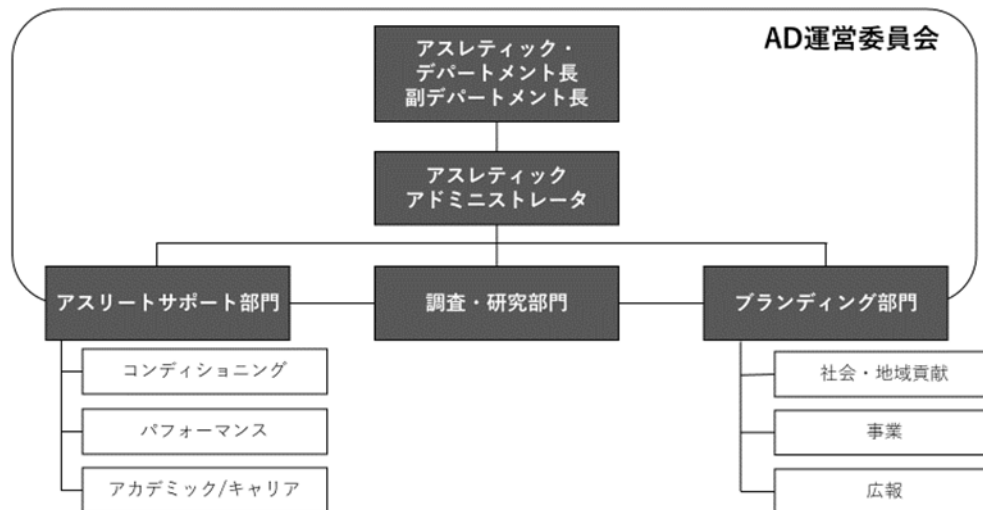 AD運営委員会
アスレティック・
デパートメント長
副デパートメント長
アスレティック
アドミニストレータ
アスリートサポート部門
調査・研究部門
ブランディング部門
コンディショニング
パフォーマンス
アカデミック/キャリア
社会・地域貢献
事業
広報